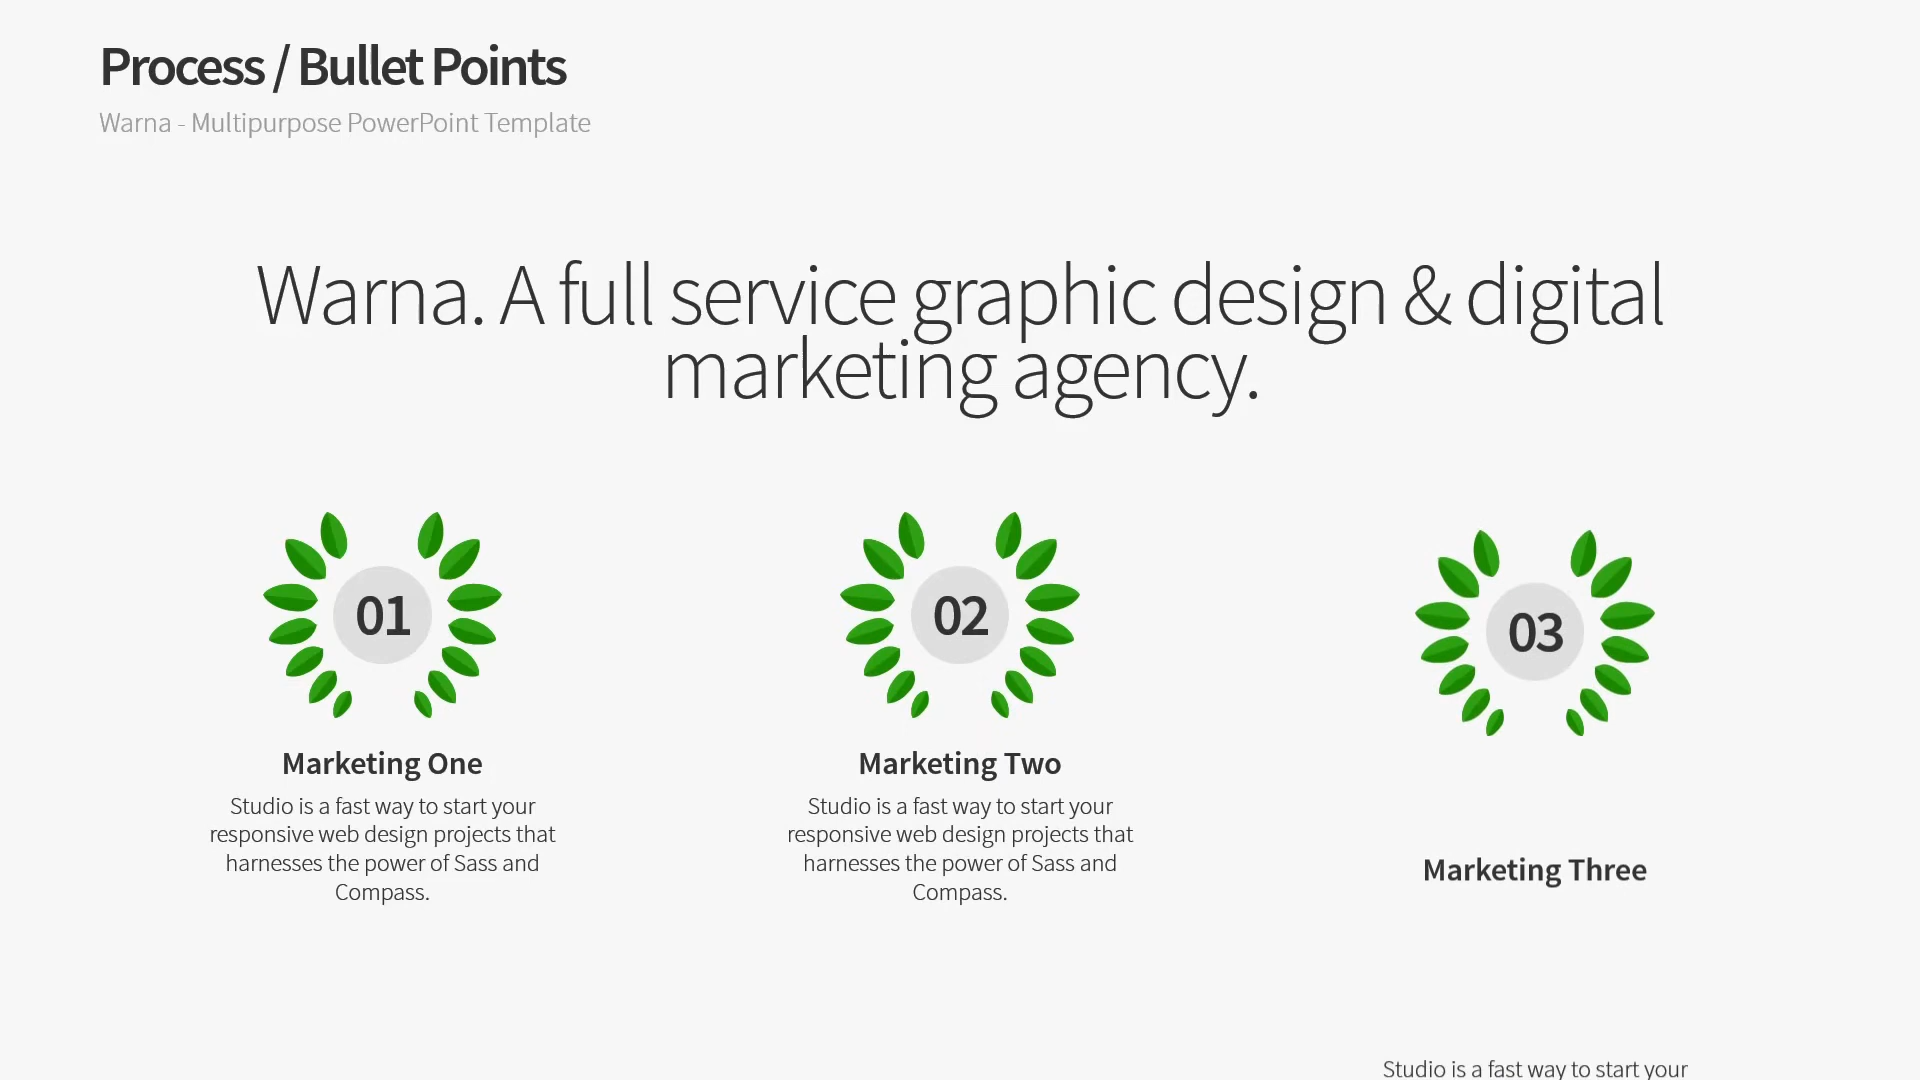 Process / Bullet Points
Warna - Multipurpose PowerPoint Template
Warna. A full service graphic design & digital
marketing agency.
01
Marketing One
Studio is a fast way to start your
responsive web design projects that
harnesses the power of Sass and
Compass.
02
Marketing Two
Studio is a fast way to start your
responsive web design projects that
harnesses the power of Sass and
Compass.
03
Marketing Three
Studio is a fast way to start your